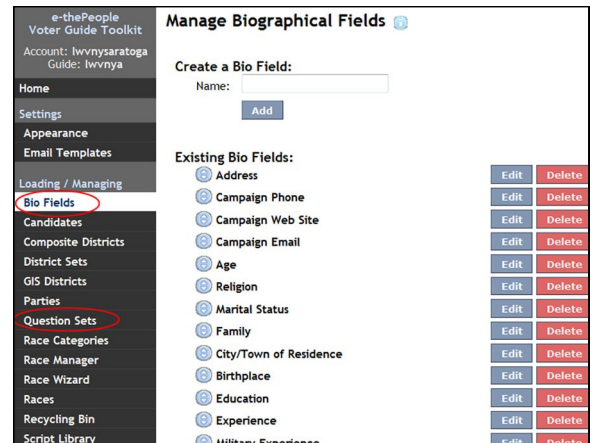 e-thePeople
Voter Guide Toolkit
Account: lwvnysaratoga
Guide: lwvnya
Home
Settings
Appearance
Email Templates
Loading / Managing
Bio Fields
Candidates
Composite Districts
District Sets
GIS Districts
Parties
Question Sets
Race Categories
Race Manager
Race Wizard
Races
Recycling Bin
Script Library
Manage Biographical Fields
Create a Bio Field:
Name:
Add
Existing Bio Fields:
Address Edit Delete
Campaign Phone Edit Delete
Campaign Web Site Edit Delete
Campaign Email Edit Delete
Age Edit Delete
Religion Edit Delete
Marital Status Edit Delete
Family Edit Delete
City/Town of Residence Edit Delete
Birthplace Edit Delete
Education Edit Delete
Experience Edit Delete
Military Experience Edit Delete